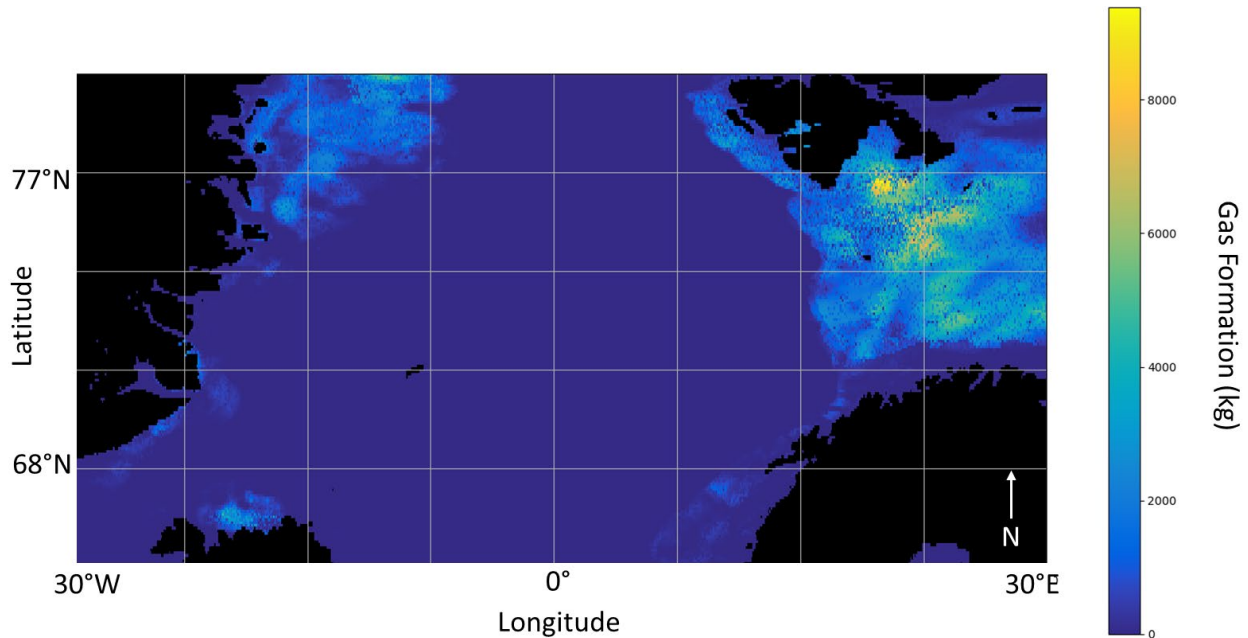 77°N
68°N
Latitude
30°W
0°
30°E
Longitude
N
8000
6000
4000
2000
0
Gas Formation (kg)